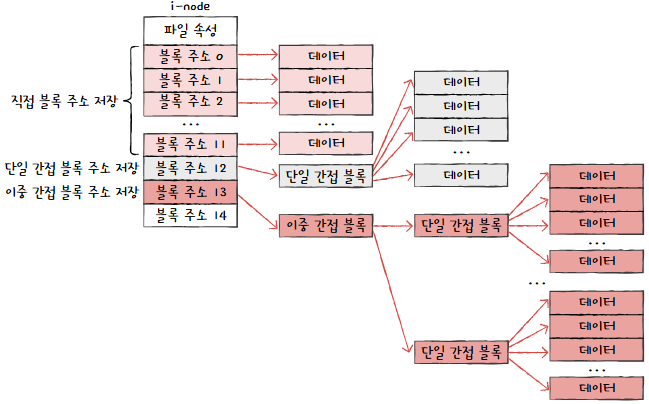 i-node
파일 속성
직접 블록 주소 저장
블록 주소 0
데이터
블록 주소 1
데이터
블록 주소 2
데이터
...
...
블록 주소 11
데이터
데이터
데이터
데이터
...
데이터
단일 간접 블록 주소 저장
블록 주소 12
단일 간접 블록
이중 간접 블록 주소 저장
블록 주소 13
블록 주소 14
이중 간접 블록
단일 간접 블록
데이터
데이터
데이터
...
데이터
...
단일 간접 블록
데이터
데이터
데이터
...
데이터